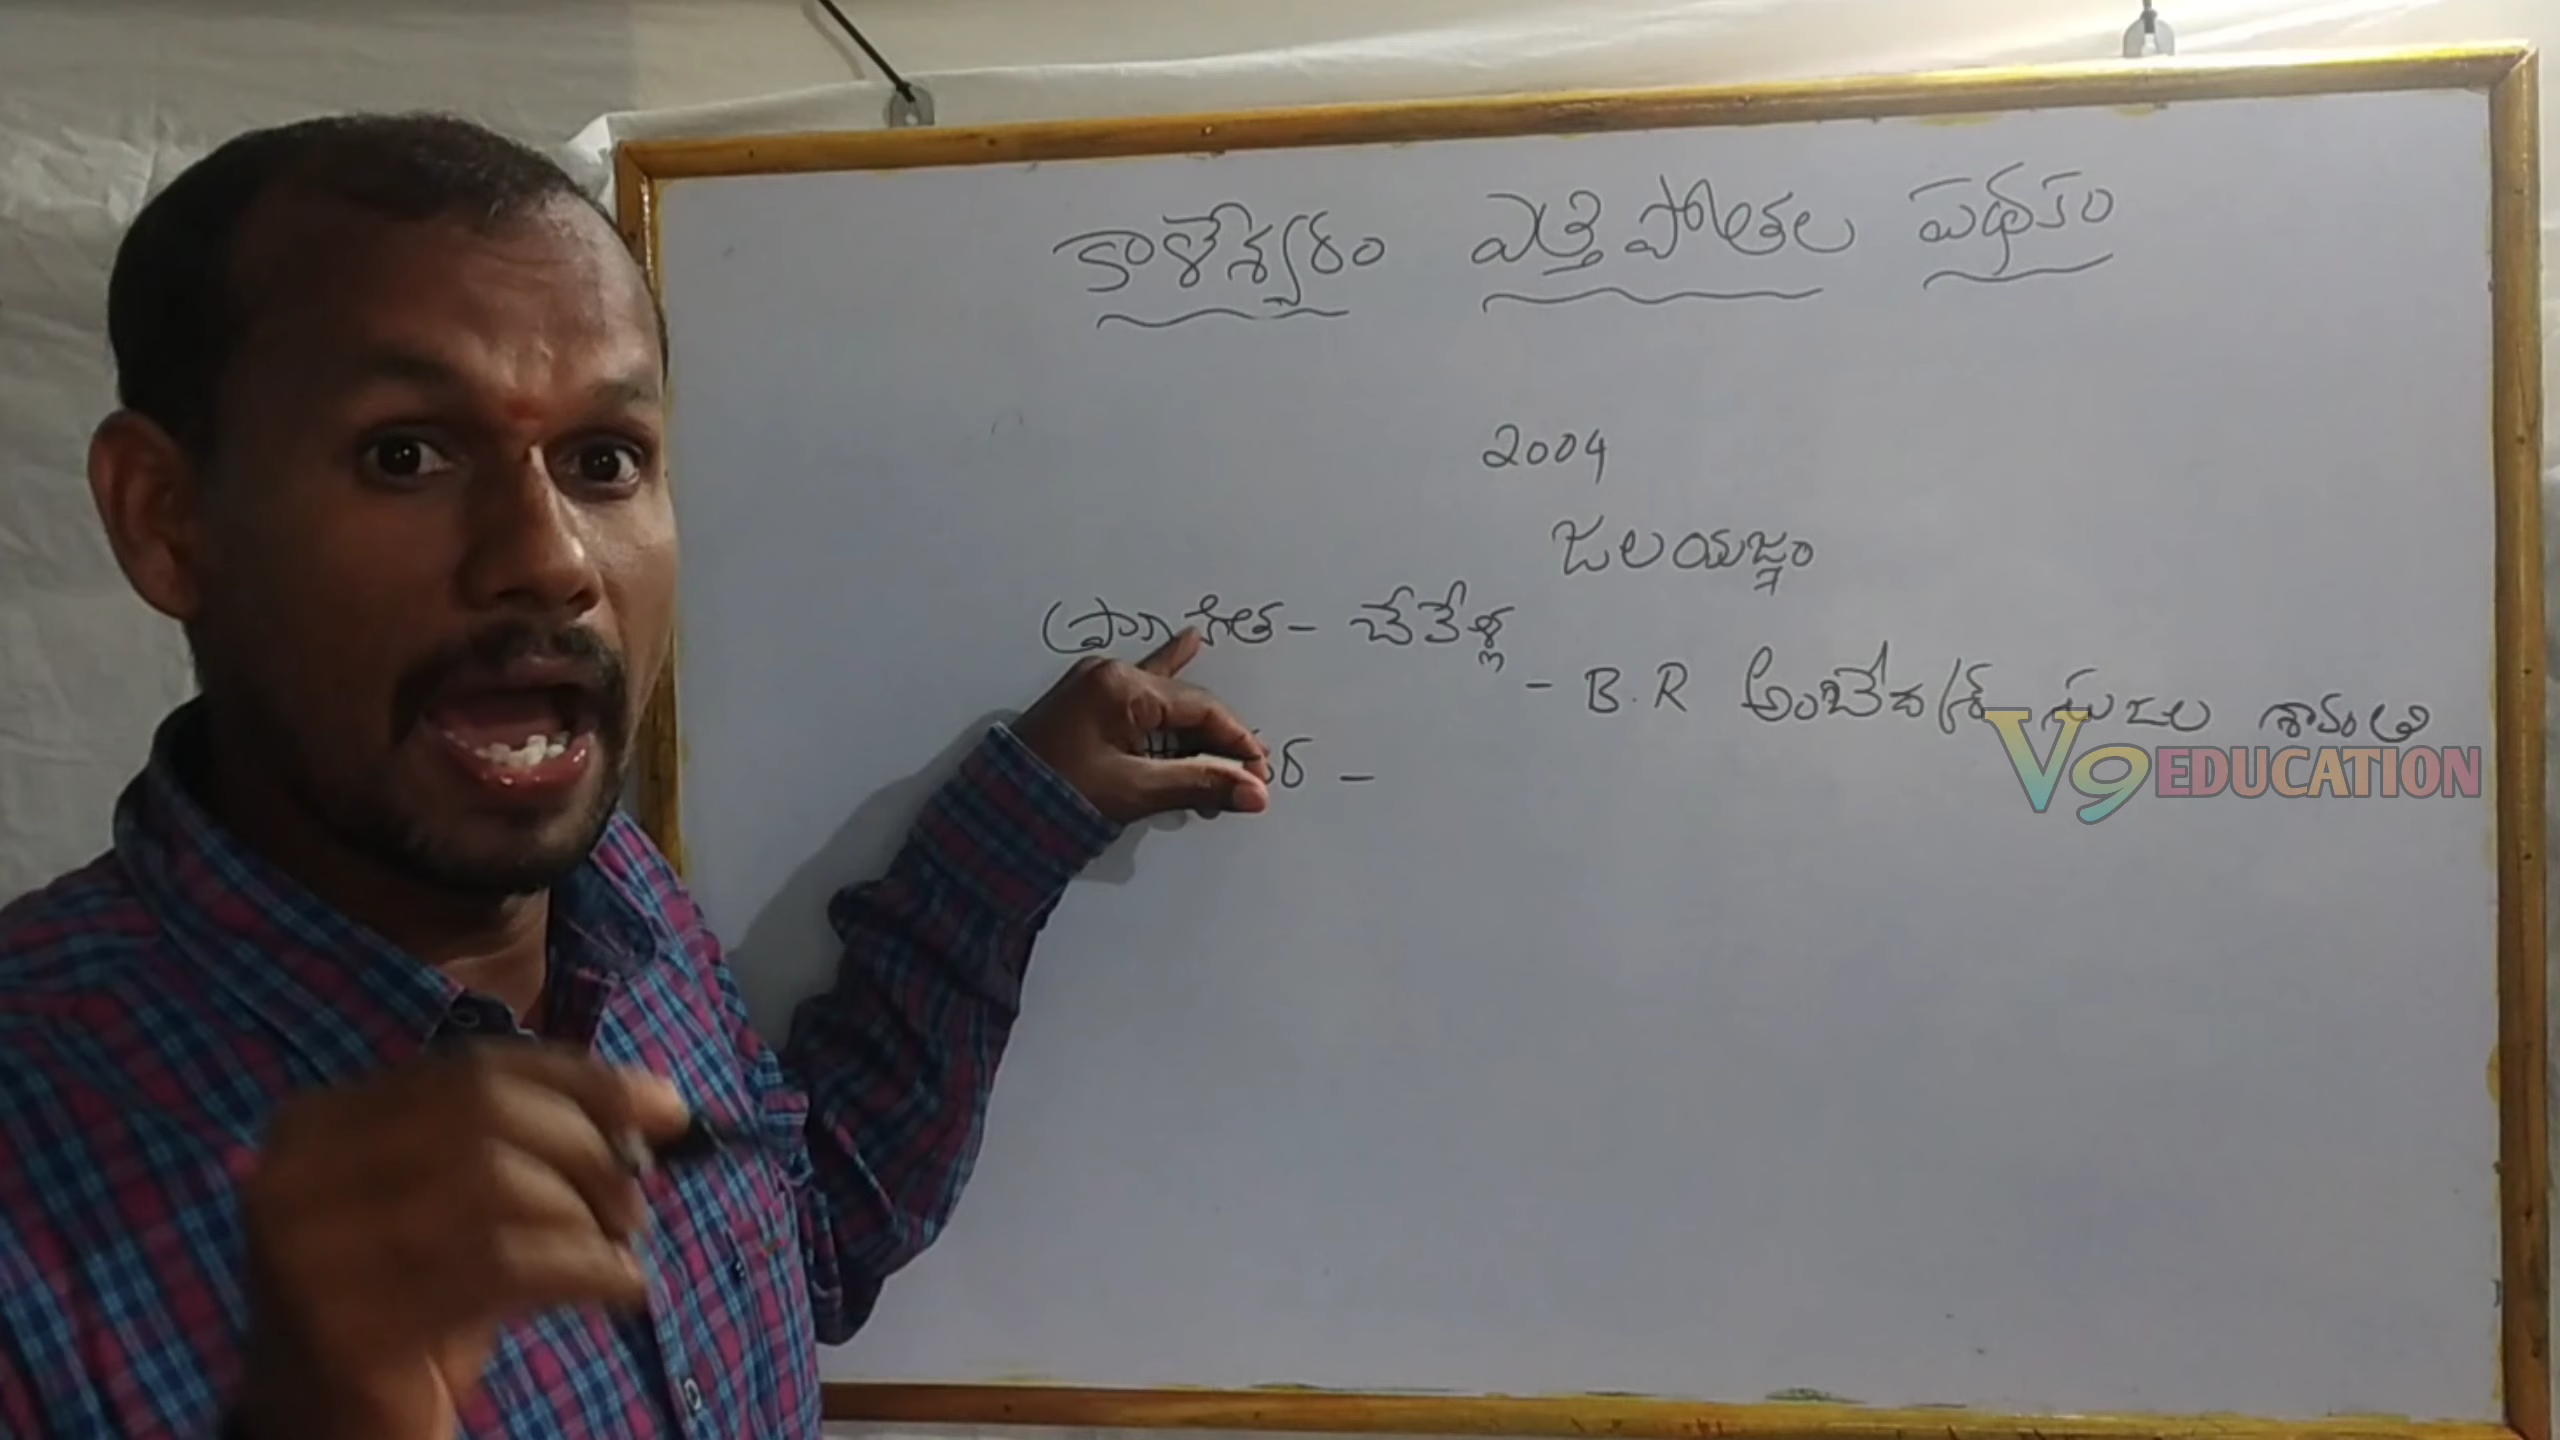 కాళేశ్వరం ఎత్తిపోతల పథకం
2004
జలయజ్ఞం
ప్రాణహిత - చేవేళ్ల
- B.R అంబేద్కర్ సుజల శ్రవంతి
V9 EDUCATION